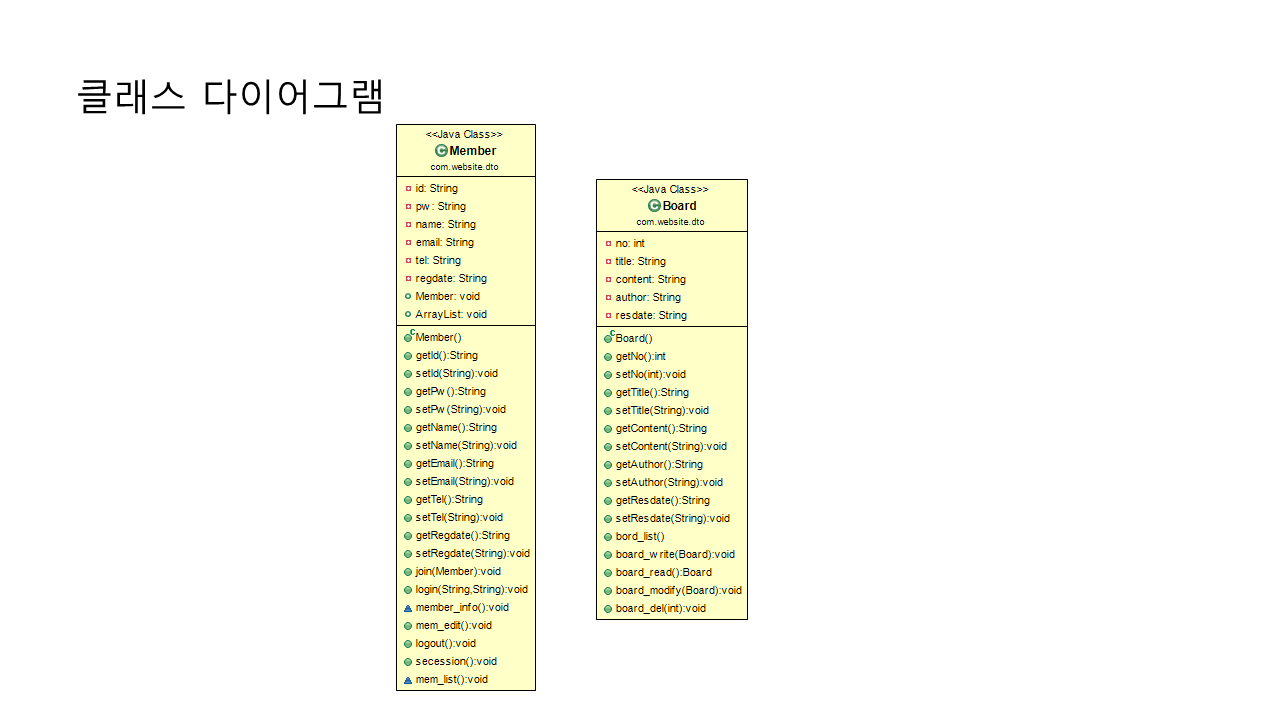 클래스 다이어그램
<<Java Class>>
Member
com.website.dto
id: String
pw: String
name: String
email: String
tel: String
regdate: String
Member: void
ArrayList: void
Member()
getId():String
setId(String):void
getPw():String
setPw(String):void
getName():String
setName(String):void
getEmail():String
setEmail(String):void
getTel():String
setTel(String):void
getRegdate():String
setRegdate(String):void
join(Member):void
login(String,String):void
member_info():void
mem_edit():void
logout():void
secession():void
mem_list():void
<<Java Class>>
Board
com.website.dto
no: int
title: String
content: String
author: String
resdate: String
Board()
getNo():int
setNo(int):void
getTitle():String
setTitle(String):void
getContent():String
setContent(String):void
getAuthor():String
setAuthor(String):void
getResdate():String
setResdate(String):void
bord_list()
board_write(Board):void
board_read():Board
board_modify(Board):void
board_del(int):void